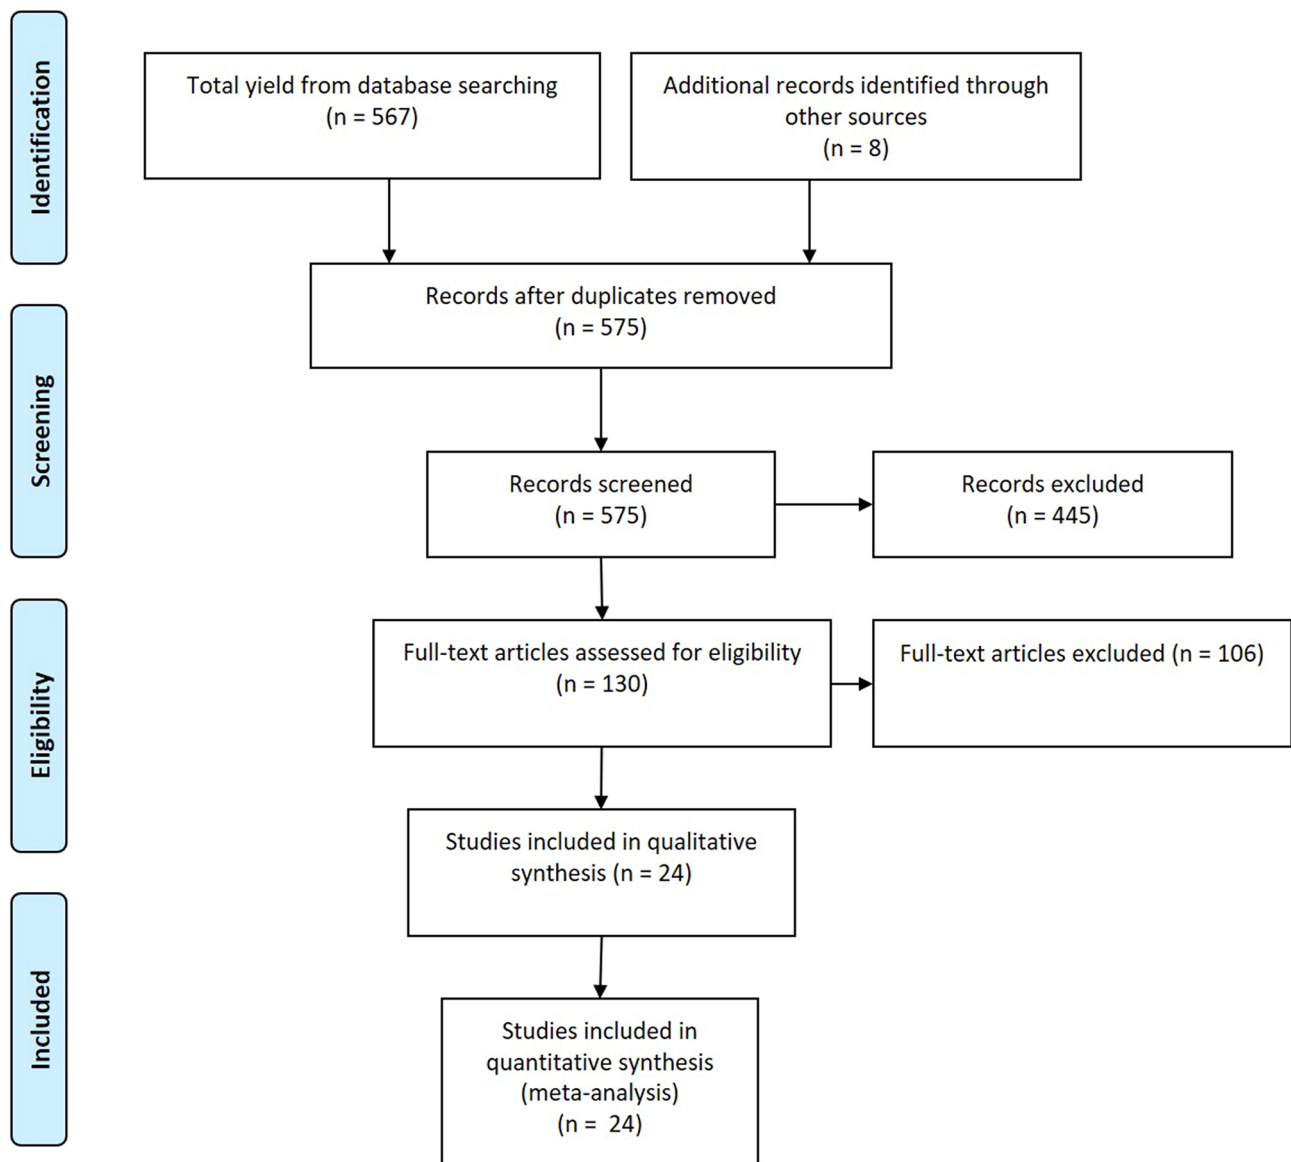 Identification
Total yield from database searching
(n = 567)
Additional records identified through
other sources
(n = 8)
Records after duplicates removed
(n = 575)
Screening
Records screened
(n = 575)
Records excluded
(n = 445)
Eligibility
Full-text articles assessed for eligibility
(n = 130)
Full-text articles excluded (n = 106)
Studies included in qualitative
synthesis (n = 24)
Included
Studies included in
quantitative synthesis
(meta-analysis)
(n =  24)